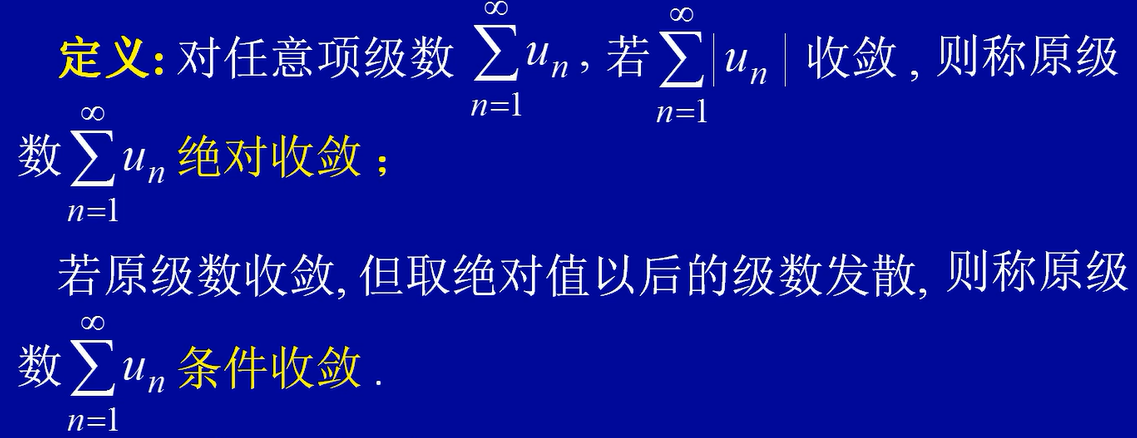 定义: 对任意项级数 $\sum_{n=1}^{\infty} u_n$, 若 $\sum_{n=1}^{\infty} |u_n|$ 收敛, 则称原级
数 $\sum_{n=1}^{\infty} u_n$ 绝对收敛；
若原级数收敛, 但取绝对值以后的级数发散, 则称原级
数 $\sum_{n=1}^{\infty} u_n$ 条件收敛.